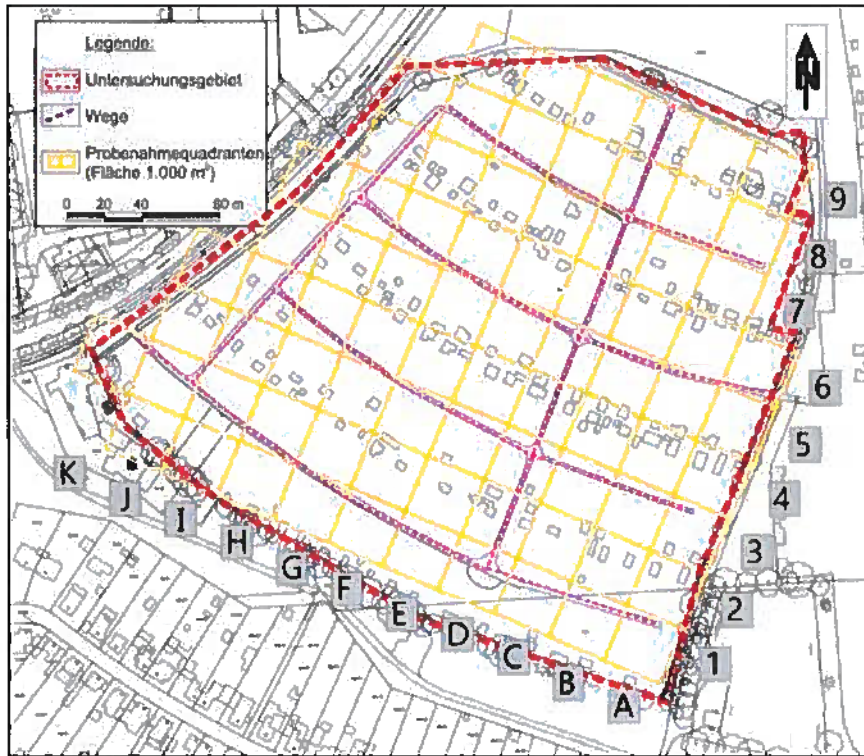 Legende:
Untersuchungsgebiet
Wege
Probenahmequadranten
(Fläche 1.000 m²)
0 20 40 80 m
N
9
8
7
6
5
4
3
2
1
K
J
I
H
G
F
E
D
C
B
A